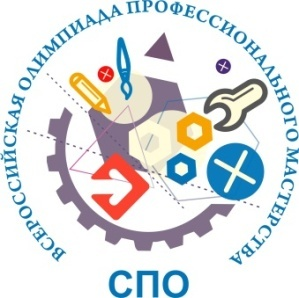 ВСЕРОССИЙСКАЯ ОЛИМПИАДА ПРОФЕССИОНАЛЬНОГО МАСТЕРСТВА
СПО